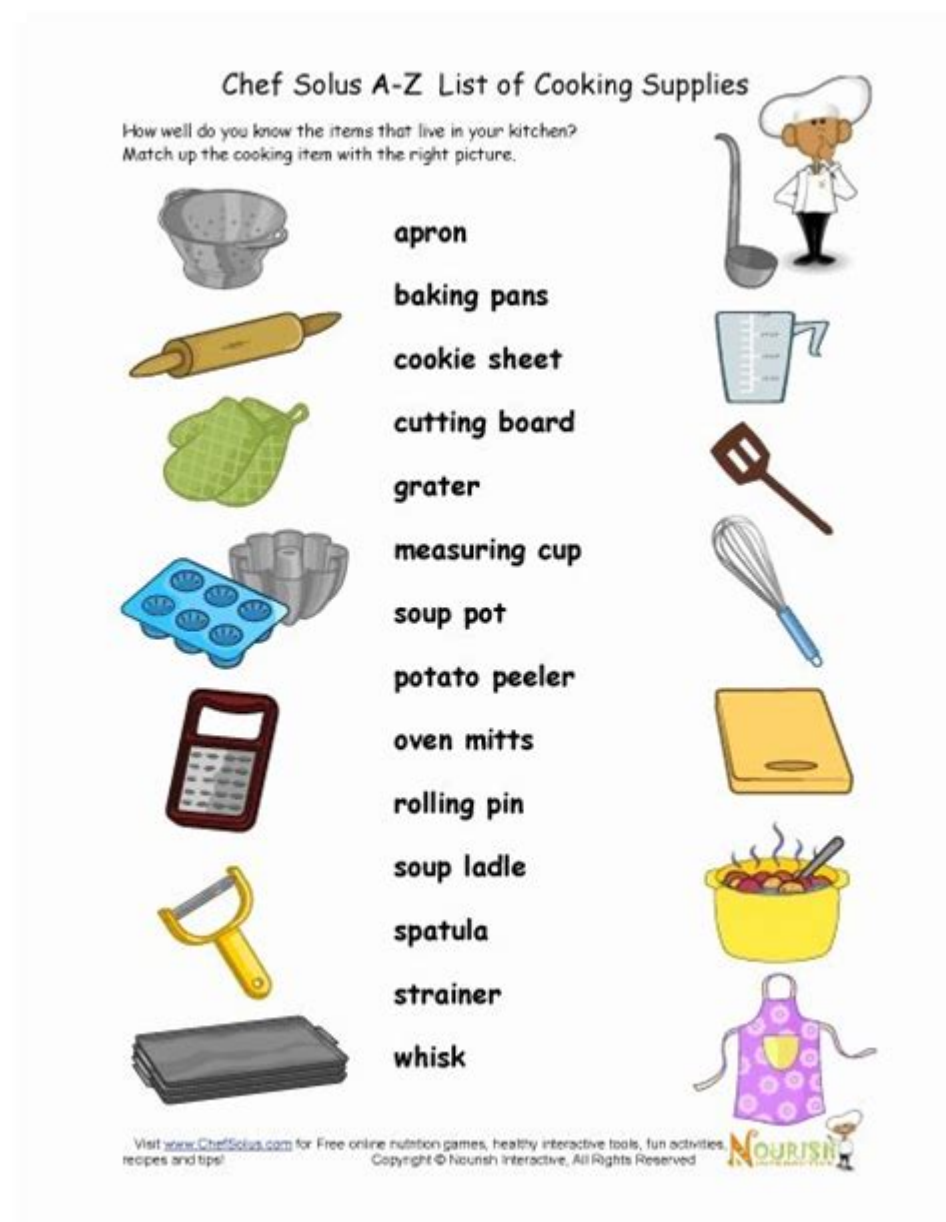 Chef Solus A-Z List of Cooking Supplies
How well do you know the items that live in your kitchen?
Match up the cooking item with the right picture.
apron
baking pans
cookie sheet
cutting board
grater
measuring cup
soup pot
potato peeler
oven mitts
rolling pin
soup ladle
spatula
strainer
whisk
Visit www.ChefSolus.com for Free online nutrition games, healthy interactive tools, fun activities,
recipes and tips! Copyright © Nourish Interactive, All Rights Reserved
NOURISH
INTERACTIVE